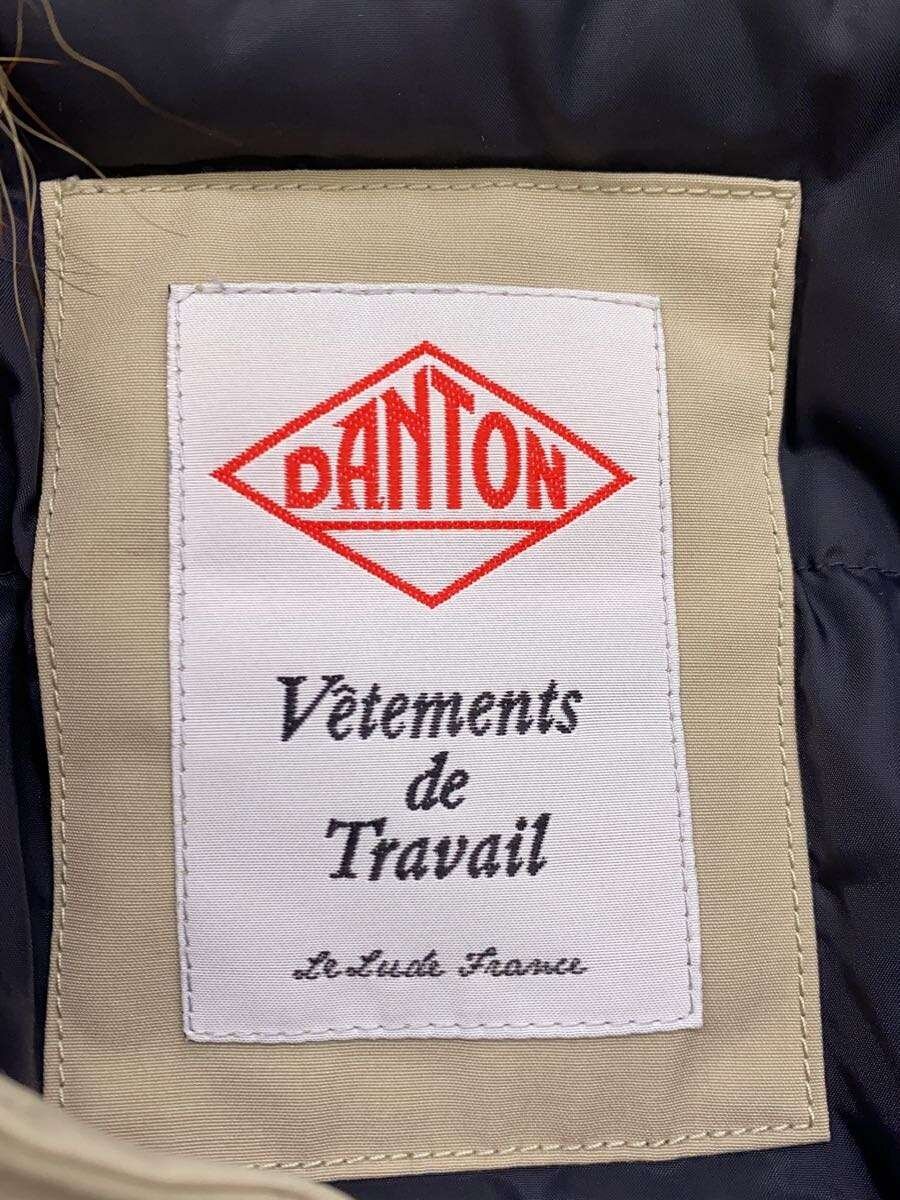 DANTON
Vêtements
de
Travail
Le Lude France